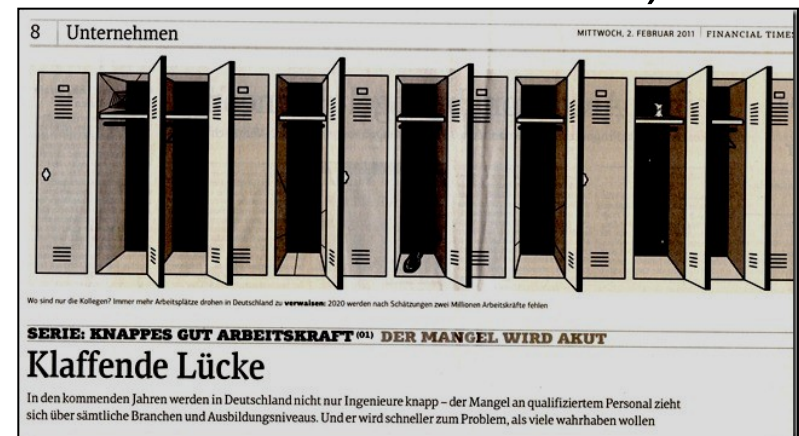 8 Unternehmen MITTWOCH, 2. FEBRUAR 2011 FINANCIAL TIMES
Wo sind nur die Kollegen? Immer mehr Arbeitsplätze drohen in Deutschland zu verwaisen: 2020 werden nach Schätzungen zwei Millionen Arbeitskräfte fehlen
SERIE: KNAPPES GUT ARBEITSKRAFT (01) DER MANGEL WIRD AKUT
Klaffende Lücke
In den kommenden Jahren werden in Deutschland nicht nur Ingenieure knapp – der Mangel an qualifiziertem Personal zieht
sich über sämtliche Branchen und Ausbildungsniveaus. Und er wird schneller zum Problem, als viele wahrhaben wollen